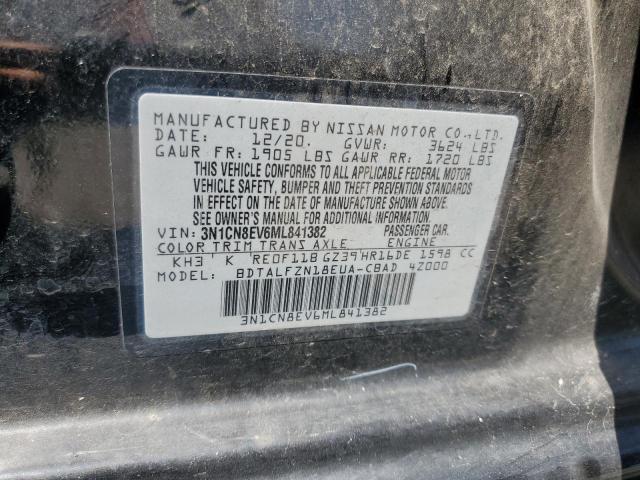 MANUFACTURED BY NISSAN MOTOR CO., LTD.
DATE: 12/20. GVWR: 3624 LBS
GAWR FR: 1905 LBS GAWR RR: 1720 LBS
THIS VEHICLE CONFORMS TO ALL APPLICABLE FEDERAL MOTOR
VEHICLE SAFETY, BUMPER AND THEFT PREVENTION STANDARDS
IN EFFECT ON THE DATE OF MANUFACTURE SHOWN ABOVE.
SEE OWNER'S MANUAL FOR ADDITIONAL INFORMATION.
VIN: 3N1CN8EV6ML841382 PASSENGER CAR.
COLOR TRIM TRANS AXLE ENGINE
KH3 K RE0F11B GZ39 HR16DE 1598 CC
MODEL: BDTALFZN18EUA-CBAD 4Z000
3N1CN8EV6ML841382